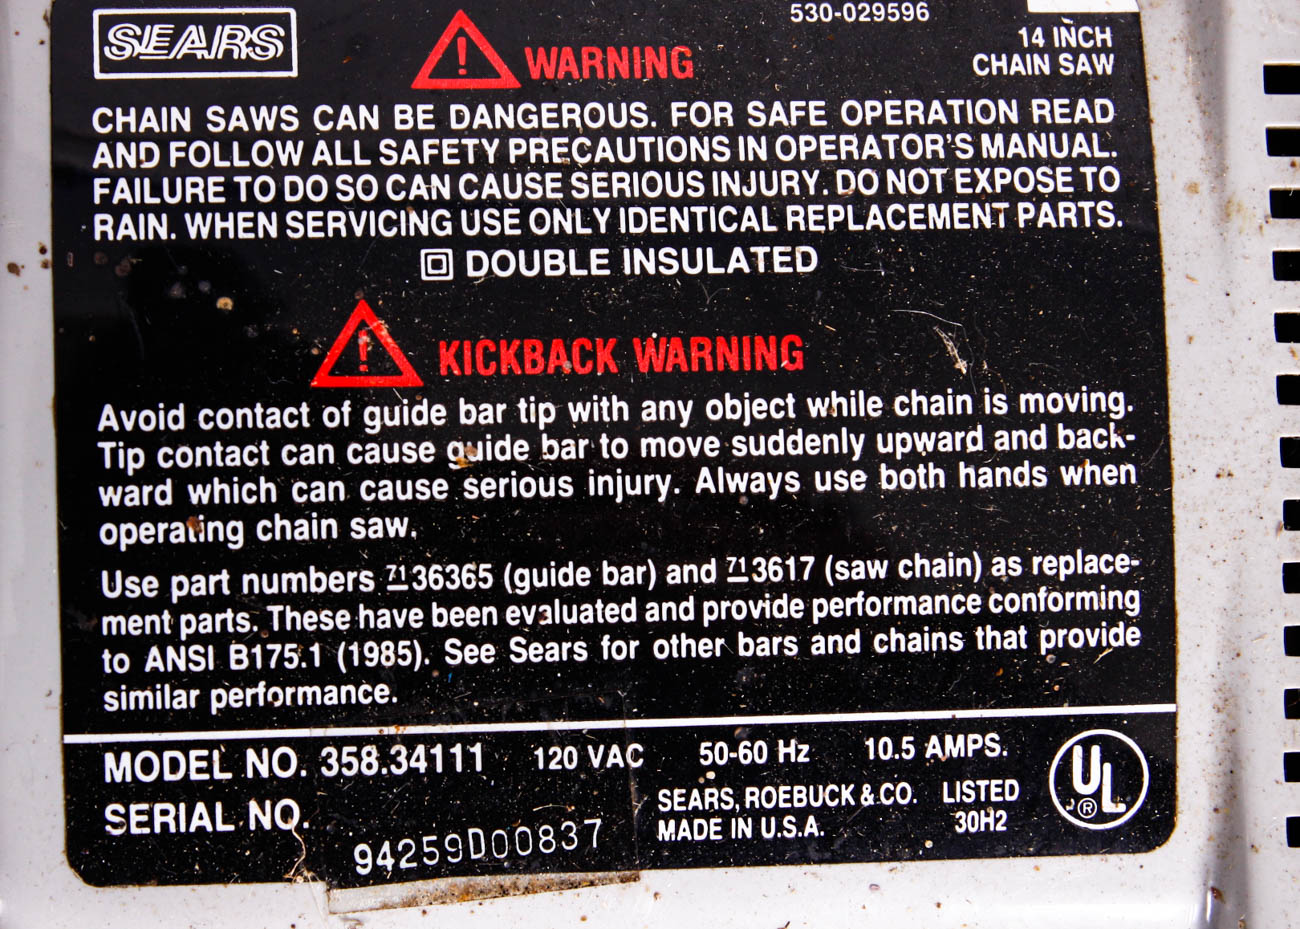 SEARS
530-029596
WARNING
14 INCH
CHAIN SAW
CHAIN SAWS CAN BE DANGEROUS. FOR SAFE OPERATION READ
AND FOLLOW ALL SAFETY PRECAUTIONS IN OPERATOR'S MANUAL.
FAILURE TO DO SO CAN CAUSE SERIOUS INJURY. DO NOT EXPOSE TO
RAIN. WHEN SERVICING USE ONLY IDENTICAL REPLACEMENT PARTS.
DOUBLE INSULATED
KICKBACK WARNING
Avoid contact of guide bar tip with any object while chain is moving.
Tip contact can cause guide bar to move suddenly upward and back-
ward which can cause serious injury. Always use both hands when
operating chain saw.
Use part numbers 7136365 (guide bar) and 713617 (saw chain) as replace-
ment parts. These have been evaluated and provide performance conforming
to ANSI B175.1 (1985). See Sears for other bars and chains that provide
similar performance.
MODEL NO. 358.34111 120 VAC 50-60 Hz 10.5 AMPS.
SERIAL NO. 94259D00837
SEARS, ROEBUCK & CO.
MADE IN U.S.A.
LISTED
30H2
UL®